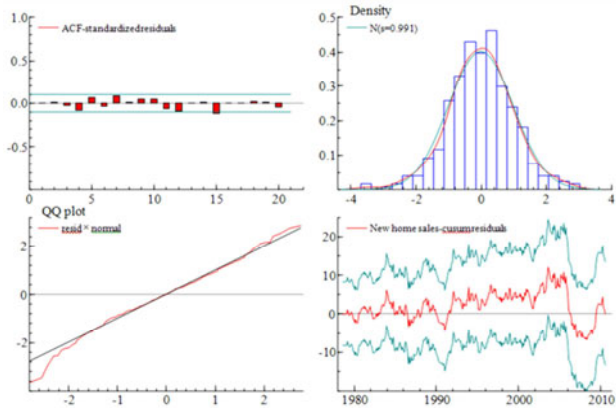 1.0
ACF-standardizedresiduals
0.5
0.0
-0.5
0 5 10 15 20
Density
N(s=0.991)
0.5
0.4
0.3
0.2
0.1
-4 -2 0 2 4
QQ plot
resid × normal
2
0
-2
-2 -1 0 1 2
New home sales-cusumresiduals
20
10
0
-10
1980 1990 2000 2010